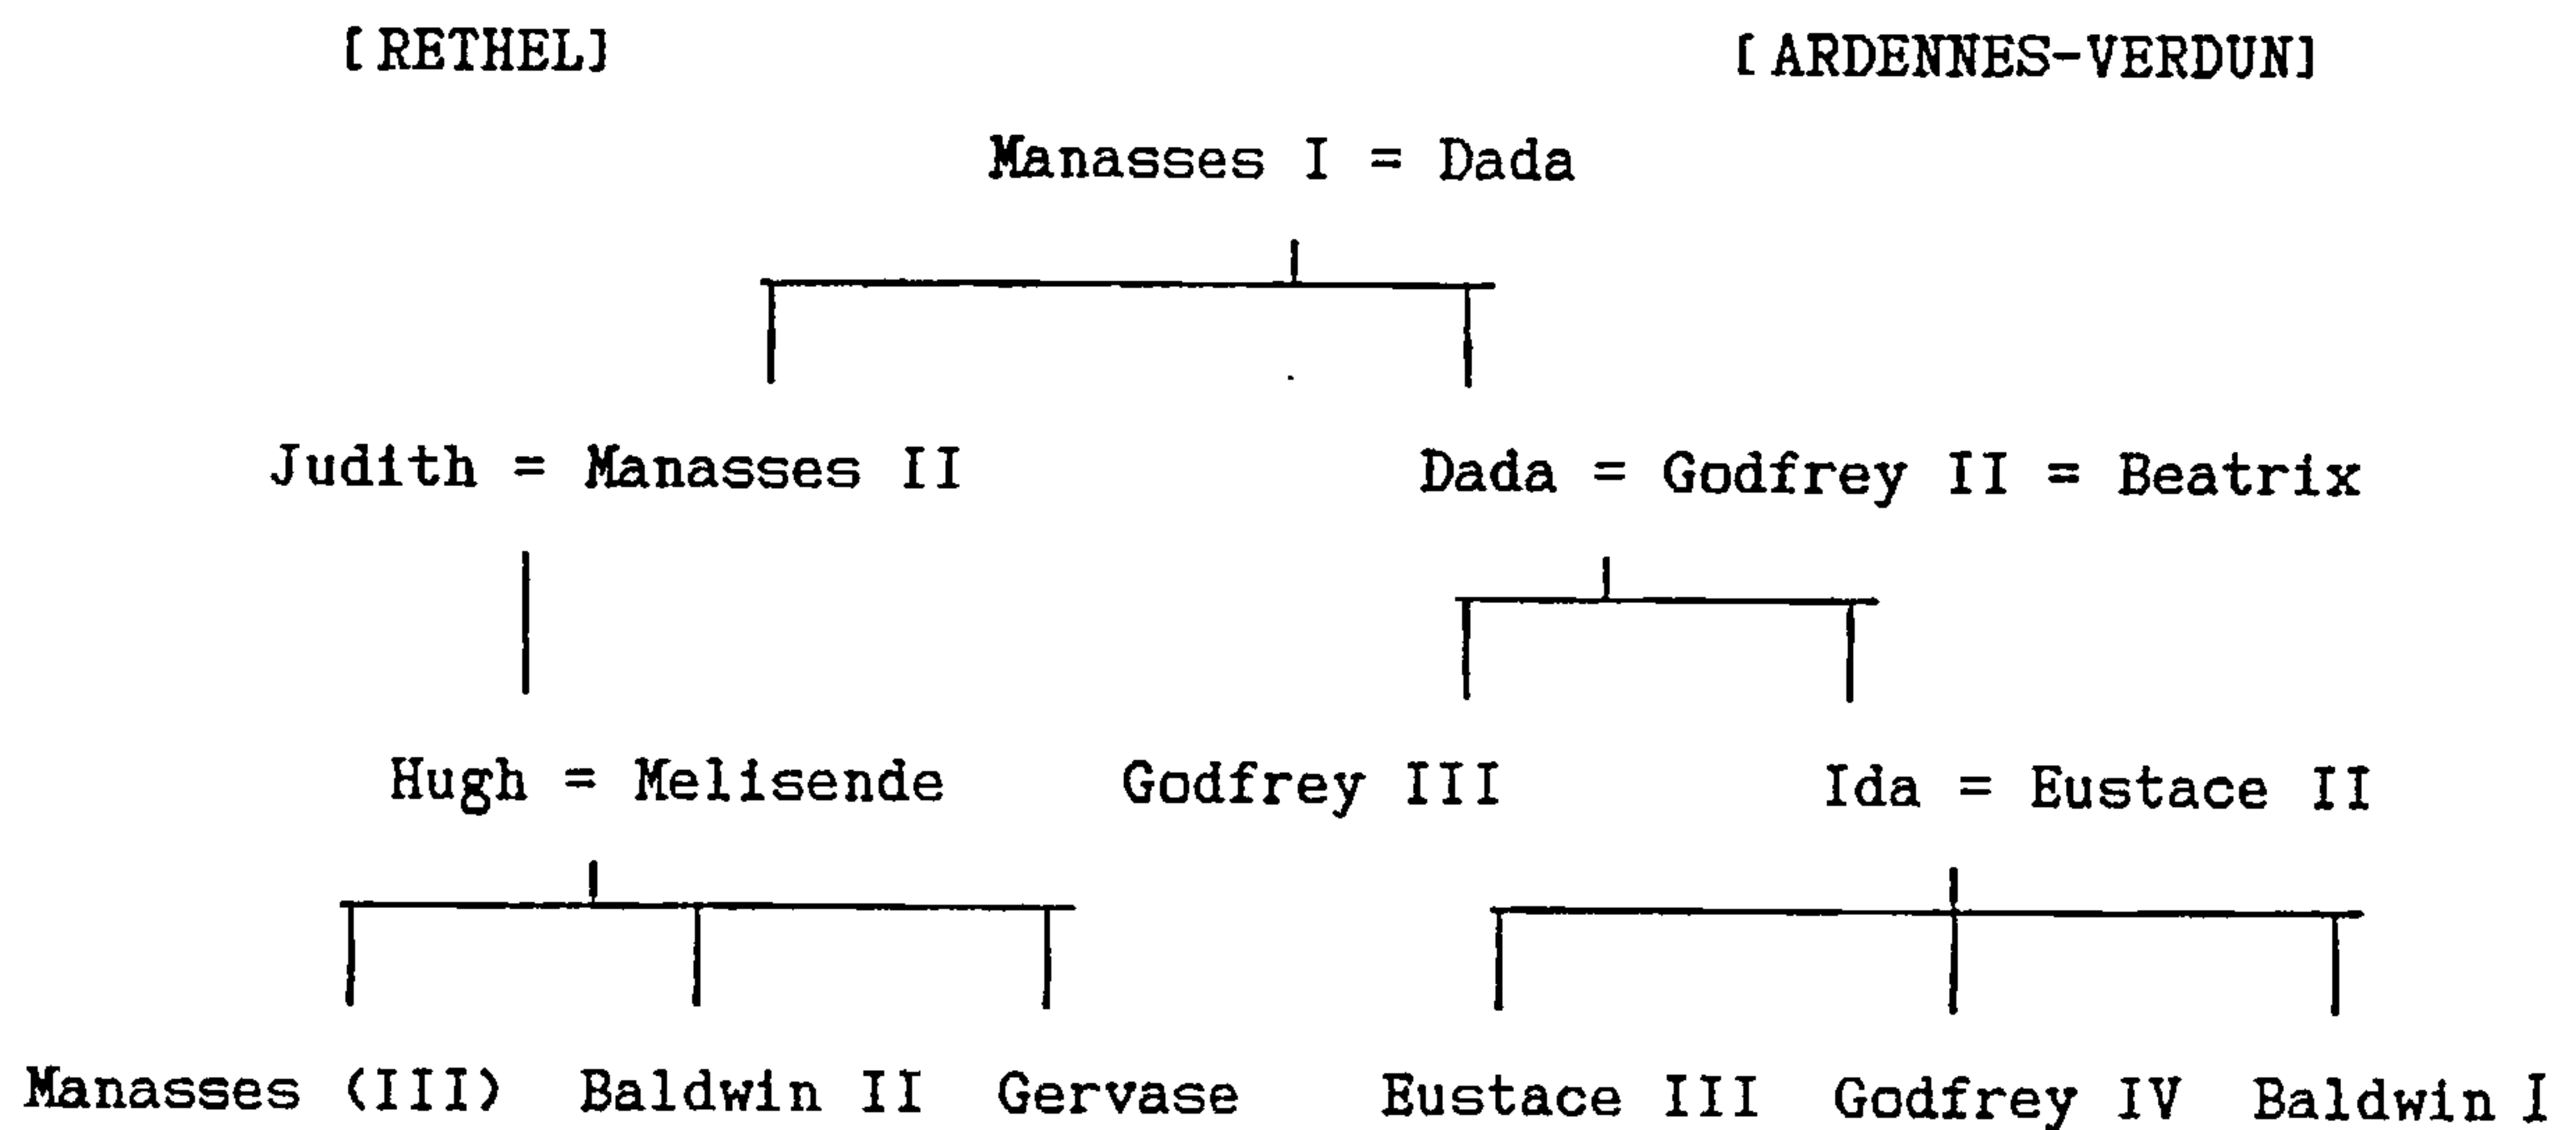 [RETHEL] [ARDENNES-VERDUN]
Manasses I = Dada
Judith = Manasses II Dada = Godfrey II = Beatrix
Hugh = Melisende Godfrey III Ida = Eustace II
Manasses (III) Baldwin II Gervase Eustace III Godfrey IV Baldwin I